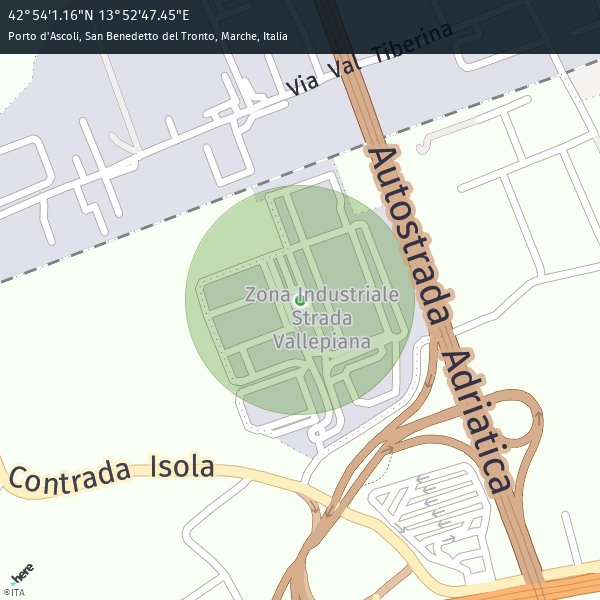 42°54'1.16"N 13°52'47.45"E
Porto d'Ascoli, San Benedetto del Tronto, Marche, Italia
Via Val Tiberina
Autostrada Adriatica
Zona Industriale
Strada
Vallepiana
Contrada Isola
here
©ITA